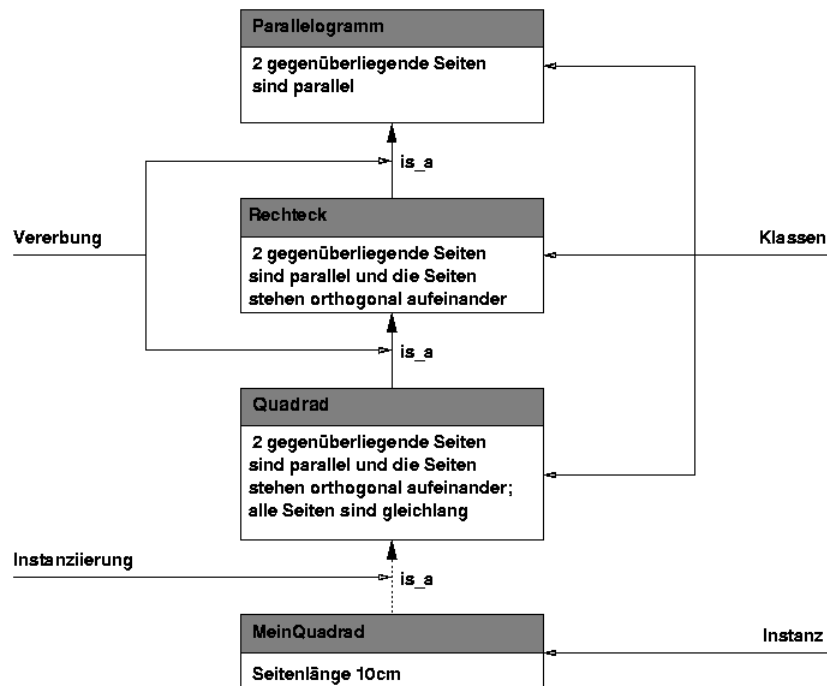 Parallelogramm
2 gegenüberliegende Seiten
sind parallel
is_a
Rechteck
Vererbung
Klassen
2 gegenüberliegende Seiten
sind parallel und die Seiten
stehen orthogonal aufeinander
is_a
Quadrad
2 gegenüberliegende Seiten
sind parallel und die Seiten
stehen orthogonal aufeinander;
alle Seiten sind gleichlang
Instanziierung
is_a
MeinQuadrad
Instanz
Seitenlänge 10cm